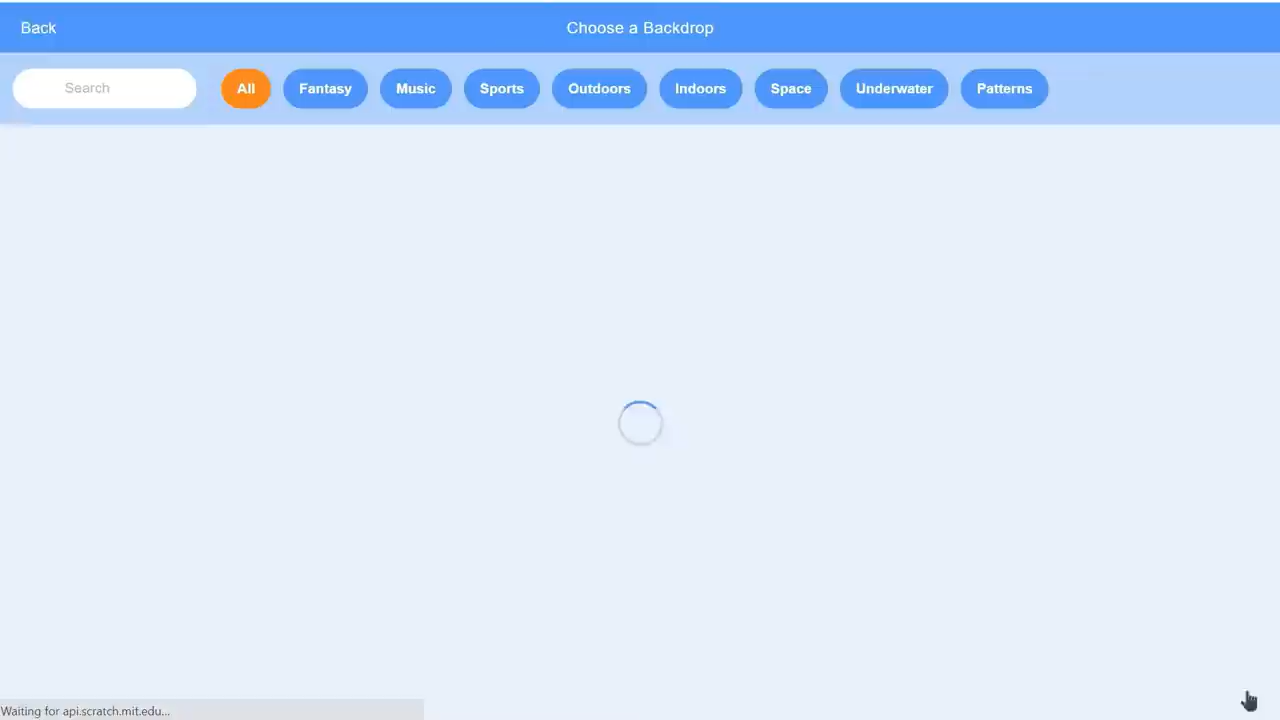 Back
Choose a Backdrop
Search
All
Fantasy
Music
Sports
Outdoors
Indoors
Space
Underwater
Patterns
Waiting for api.scratch.mit.edu...